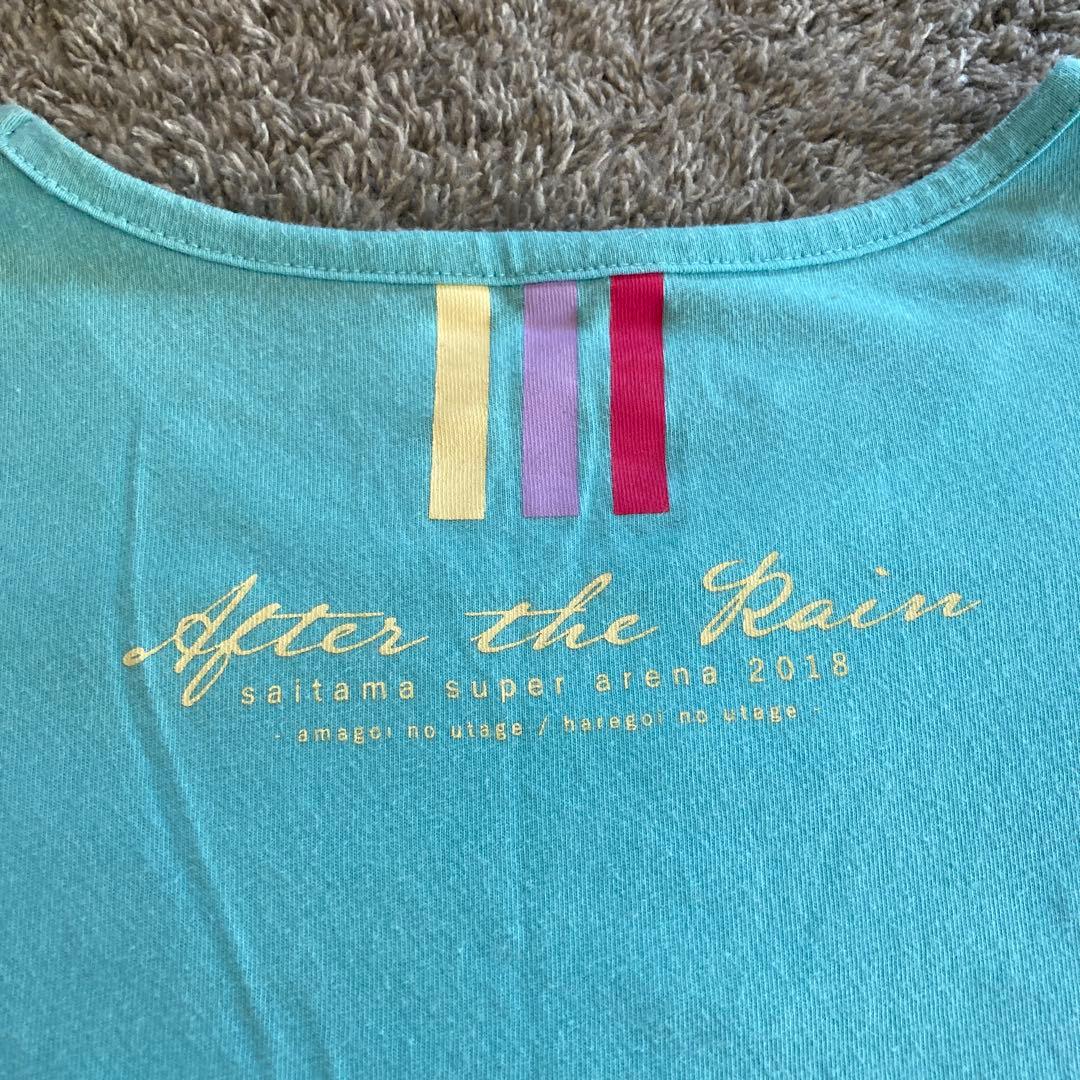 After the Rain
saitama super arena 2018
- amagoi no utage / haregoi no utage -